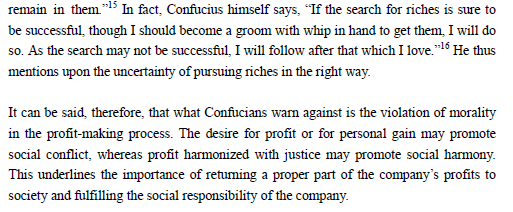 remain in them.”15 In fact, Confucius himself says, “If the search for riches is sure to
be successful, though I should become a groom with whip in hand to get them, I will do
so. As the search may not be successful, I will follow after that which I love.”16 He thus
mentions upon the uncertainty of pursuing riches in the right way.
It can be said, therefore, that what Confucians warn against is the violation of morality
in the profit-making process. The desire for profit or for personal gain may promote
social conflict, whereas profit harmonized with justice may promote social harmony.
This underlines the importance of returning a proper part of the company’s profits to
society and fulfilling the social responsibility of the company.